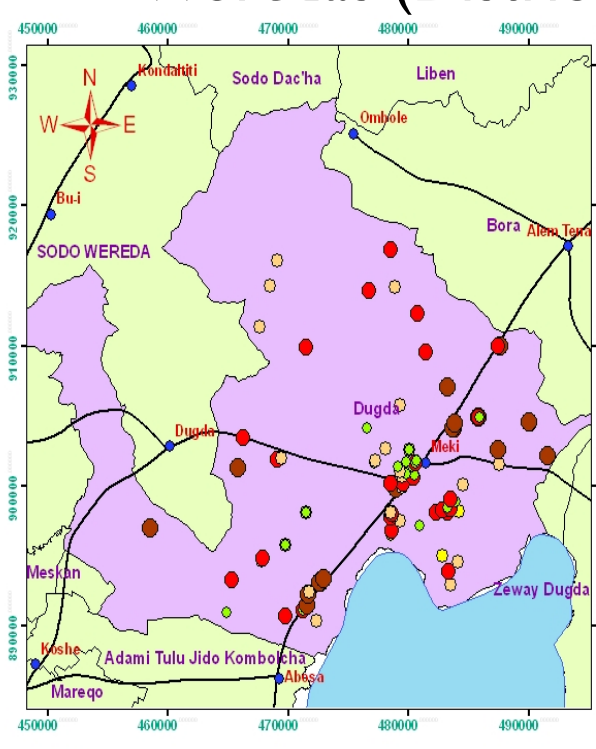 450000 460000 470000 480000 490000
930000
Kondaltiti
Sodo Dac'ha
Liben
N
W E
S
Ombole
920000
Bu-i
Bora
Alem Tena
SODO WEREDA
910000
Dugda
Dugda
Meki
900000
Meskan
Zeway Dugda
890000
Koshe
Adami Tulu Jido Kombolcha
Abosa
Mareqo
450000 460000 470000 480000 490000